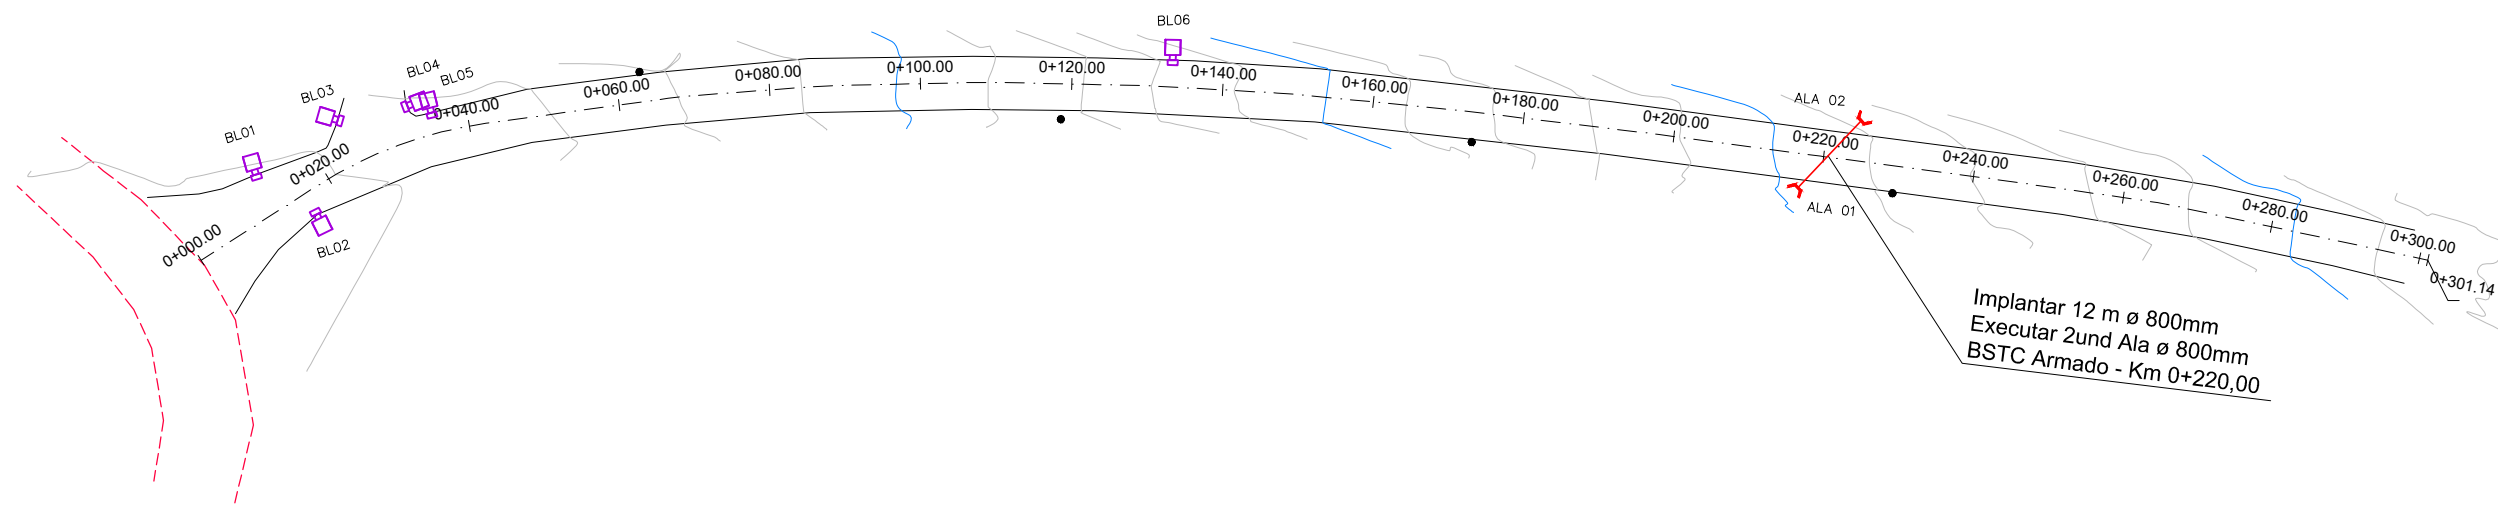 BL01
BL02
BL03
BL04
BL05
BL06
0+000.00
0+020.00
0+040.00
0+060.00
0+080.00
0+100.00
0+120.00
0+140.00
0+160.00
0+180.00
0+200.00
0+220.00
0+240.00
0+260.00
0+280.00
0+300.00
0+301.14
ALA 02
ALA 01
Implantar 12 m ø 800mm
Executar 2und Ala ø 800mm
BSTC Armado - Km 0+220,00